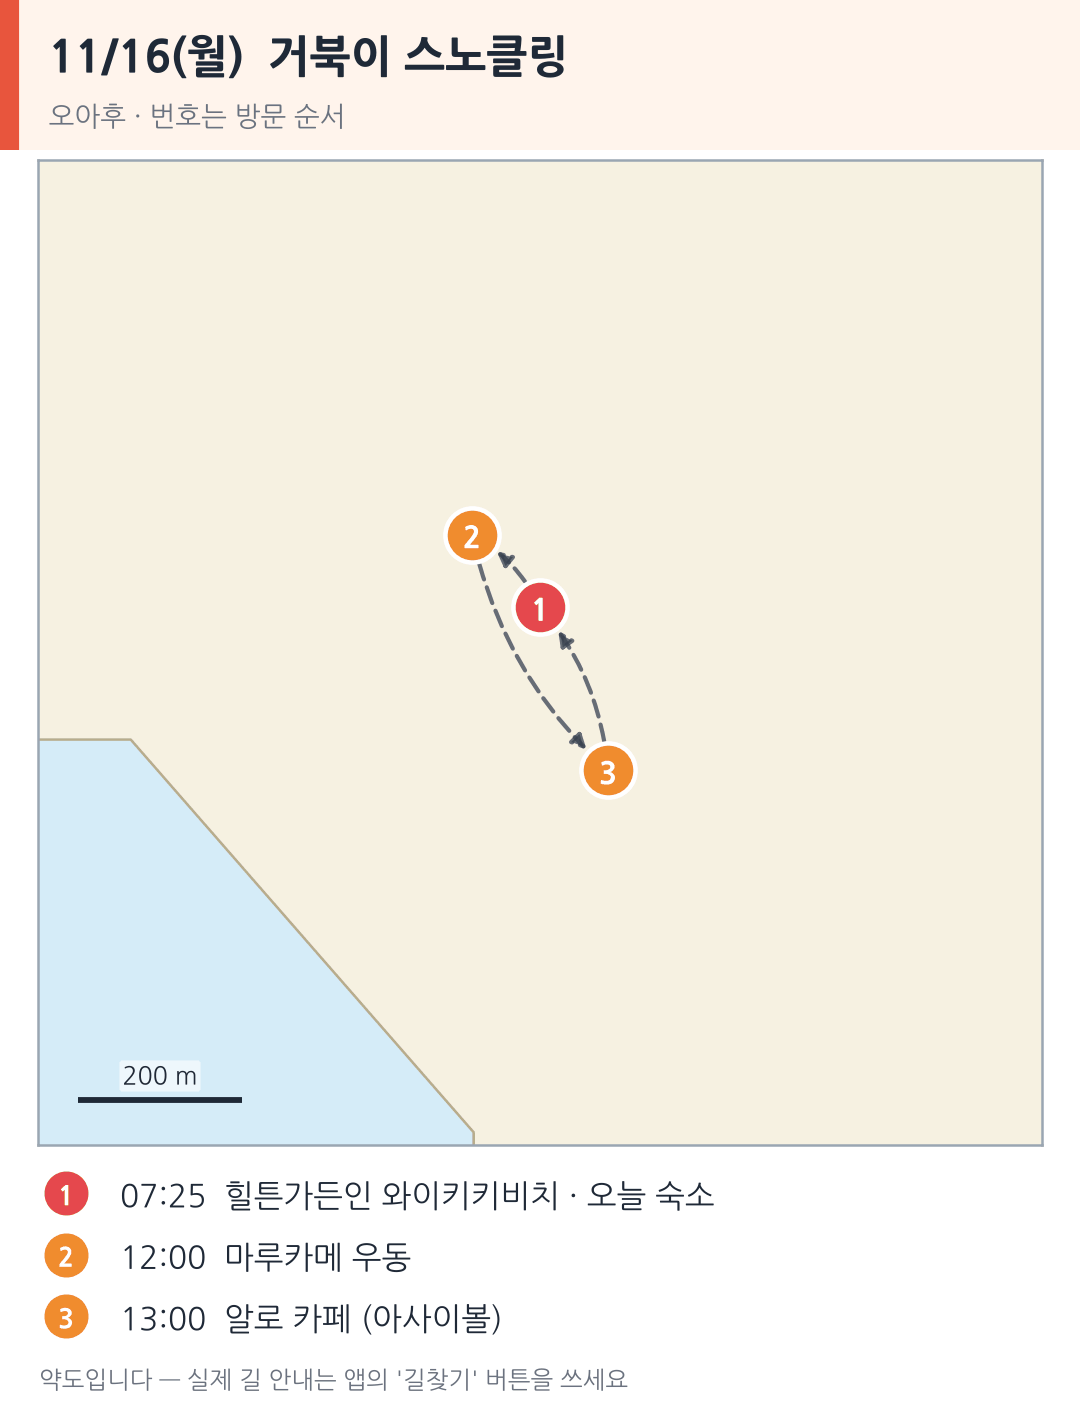 11/16(월) 거북이 스노클링
오아후 · 번호는 방문 순서
2
1
3
200 m
1 07:25 힐튼가든인 와이키키비치 · 오늘 숙소
2 12:00 마루카메 우동
3 13:00 알로 카페 (아사이볼)
약도입니다 — 실제 길 안내는 앱의 '길찾기' 버튼을 쓰세요